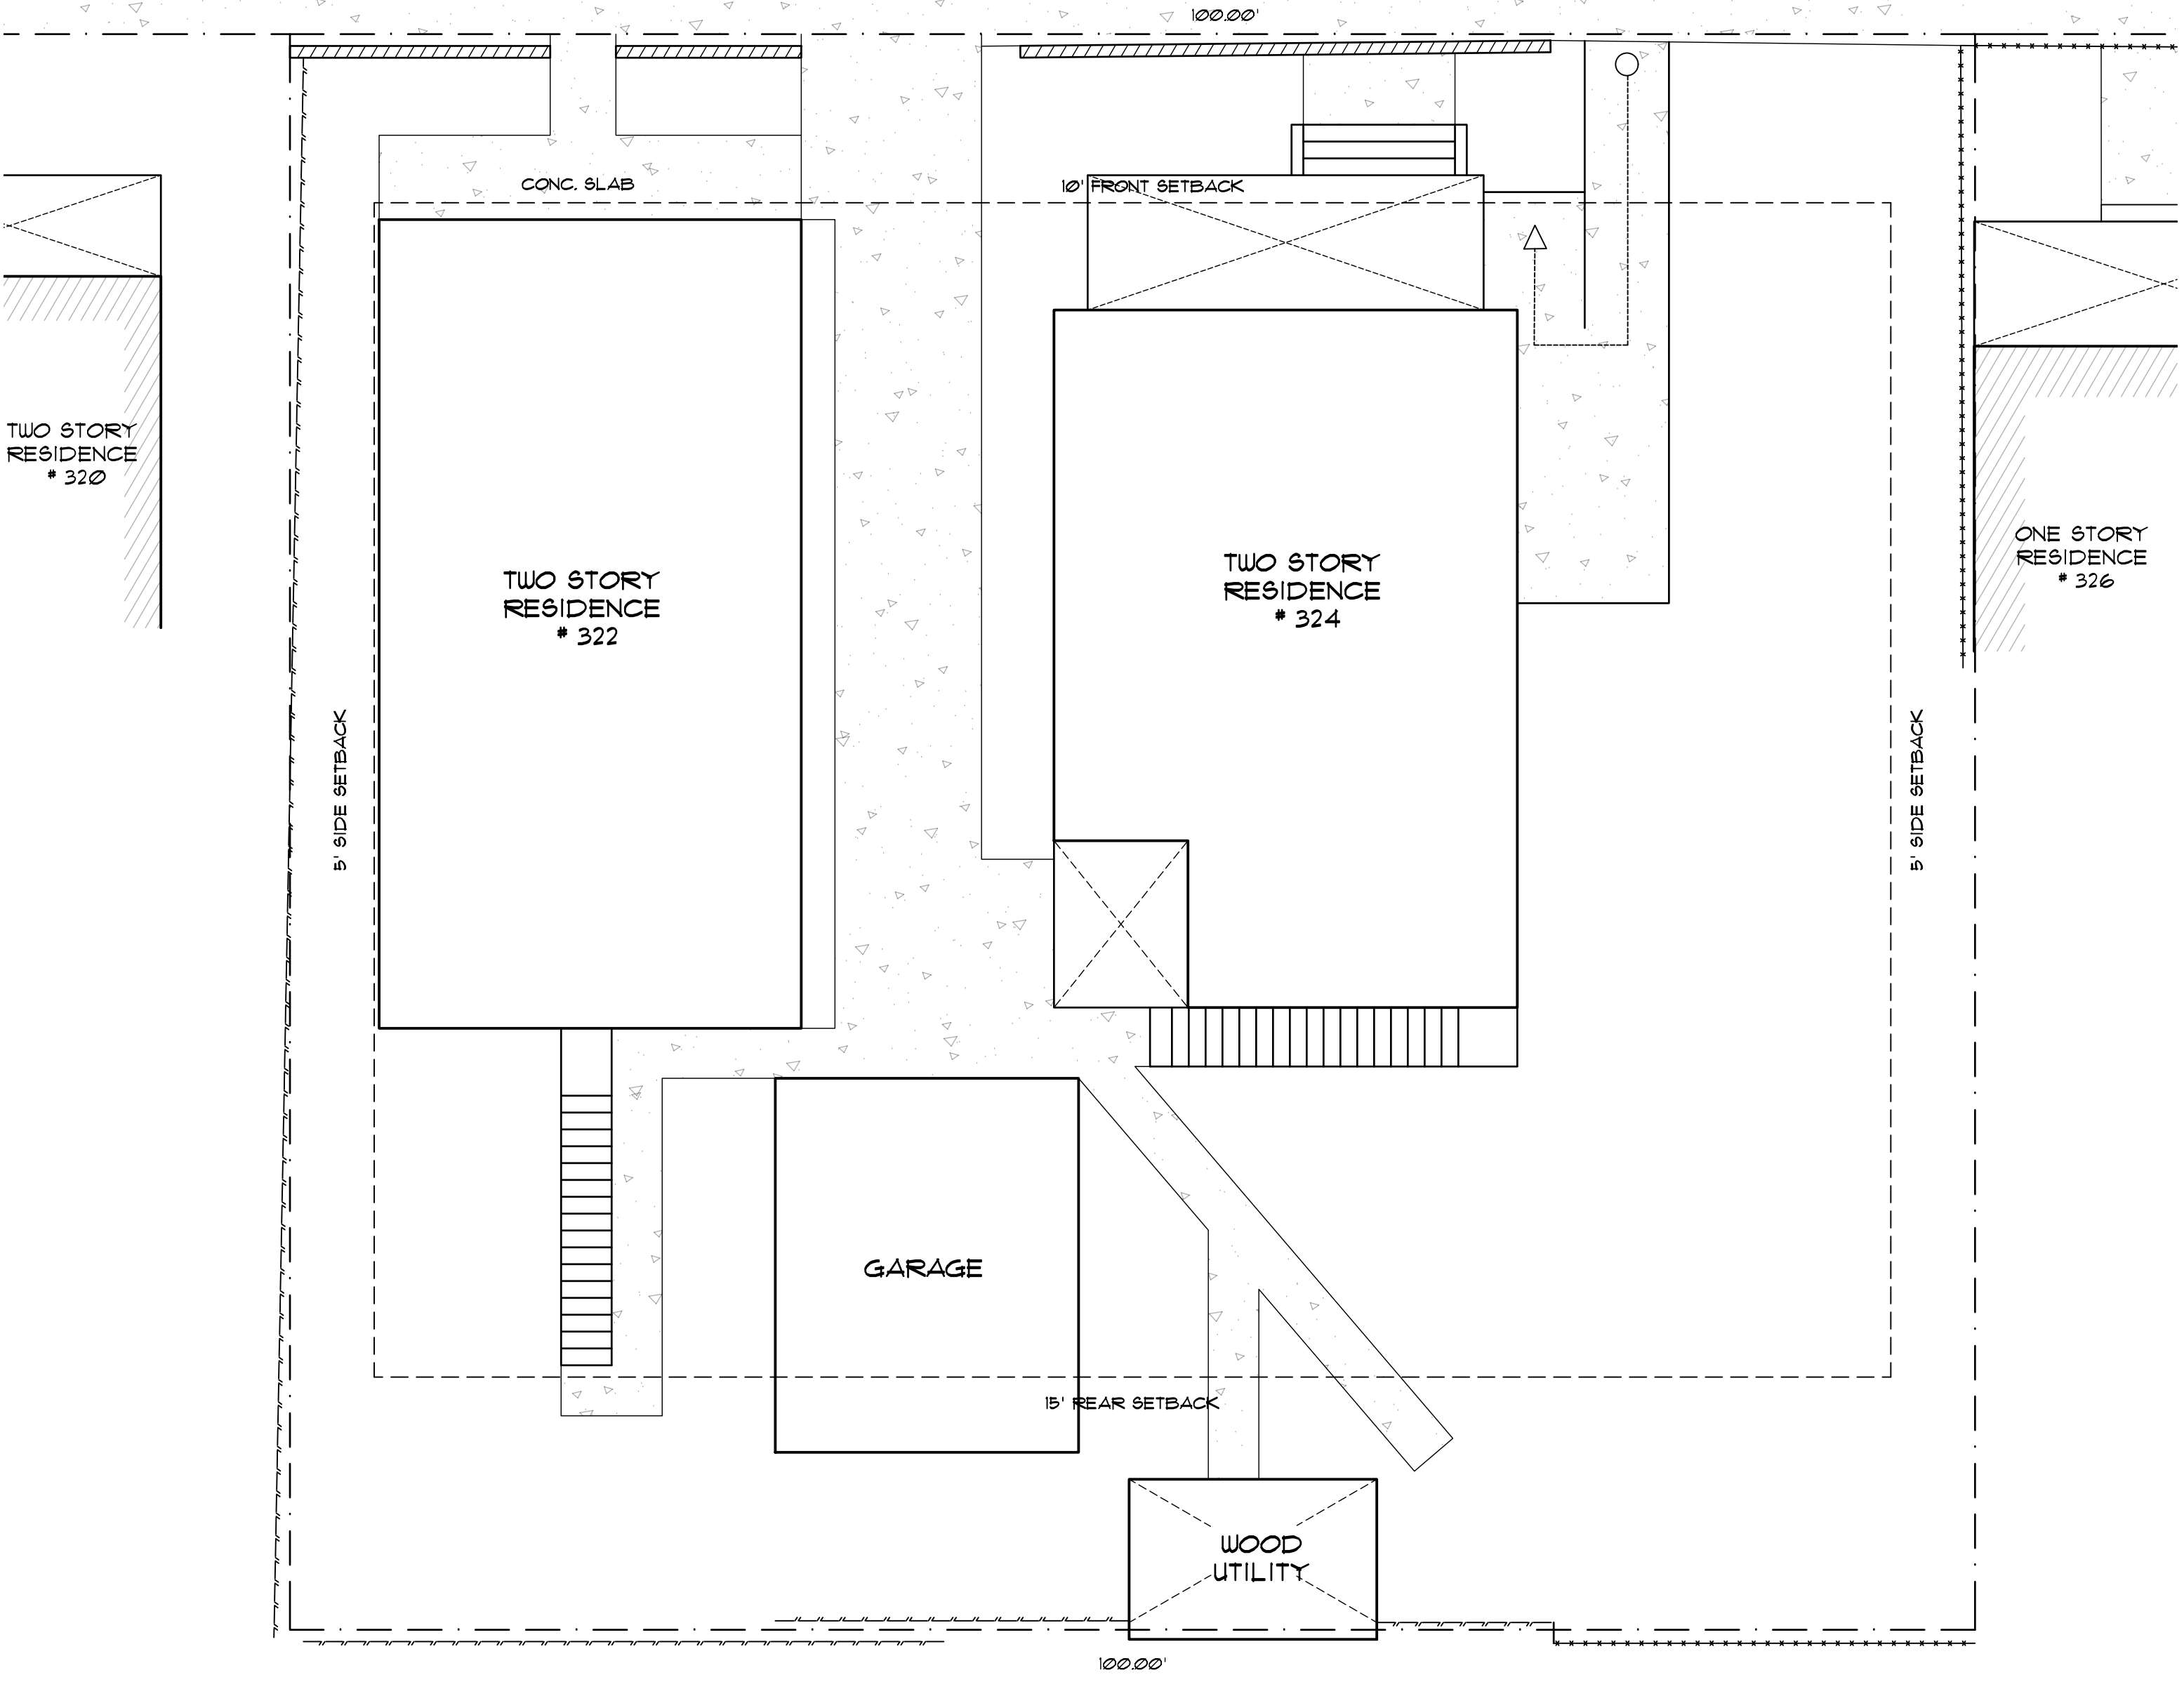 100.00'
CONC. SLAB
10' FRONT SETBACK
TWO STORY
RESIDENCE
# 320
TWO STORY
RESIDENCE
# 322
TWO STORY
RESIDENCE
# 324
ONE STORY
RESIDENCE
# 326
5' SIDE SETBACK
5' SIDE SETBACK
GARAGE
15' REAR SETBACK
WOOD
UTILITY
100.00'